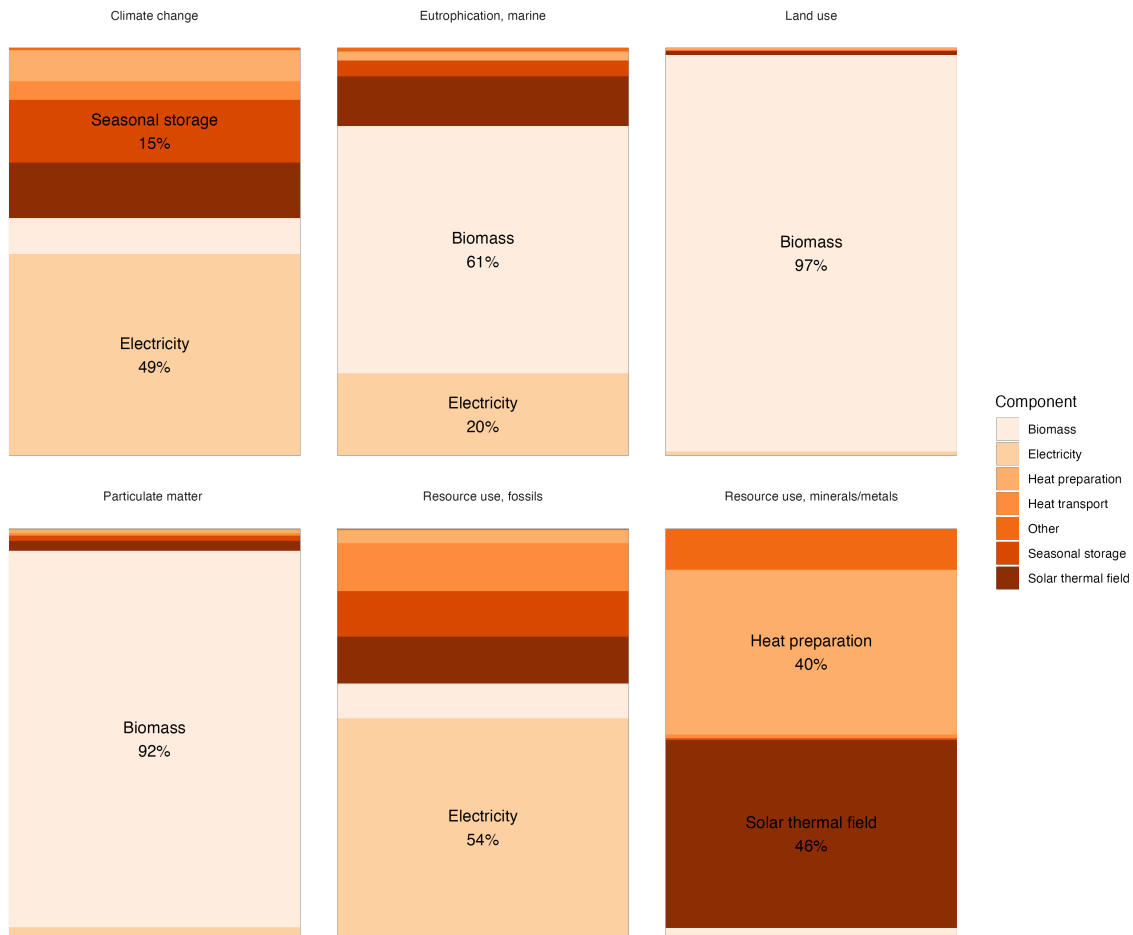 Climate change
Eutrophication, marine
Land use
Seasonal storage
15%
Electricity
49%
Biomass
61%
Electricity
20%
Biomass
97%
Particulate matter
Resource use, fossils
Resource use, minerals/metals
Biomass
92%
Electricity
54%
Heat preparation
40%
Solar thermal field
46%
Component
Biomass
Electricity
Heat preparation
Heat transport
Other
Seasonal storage
Solar thermal field